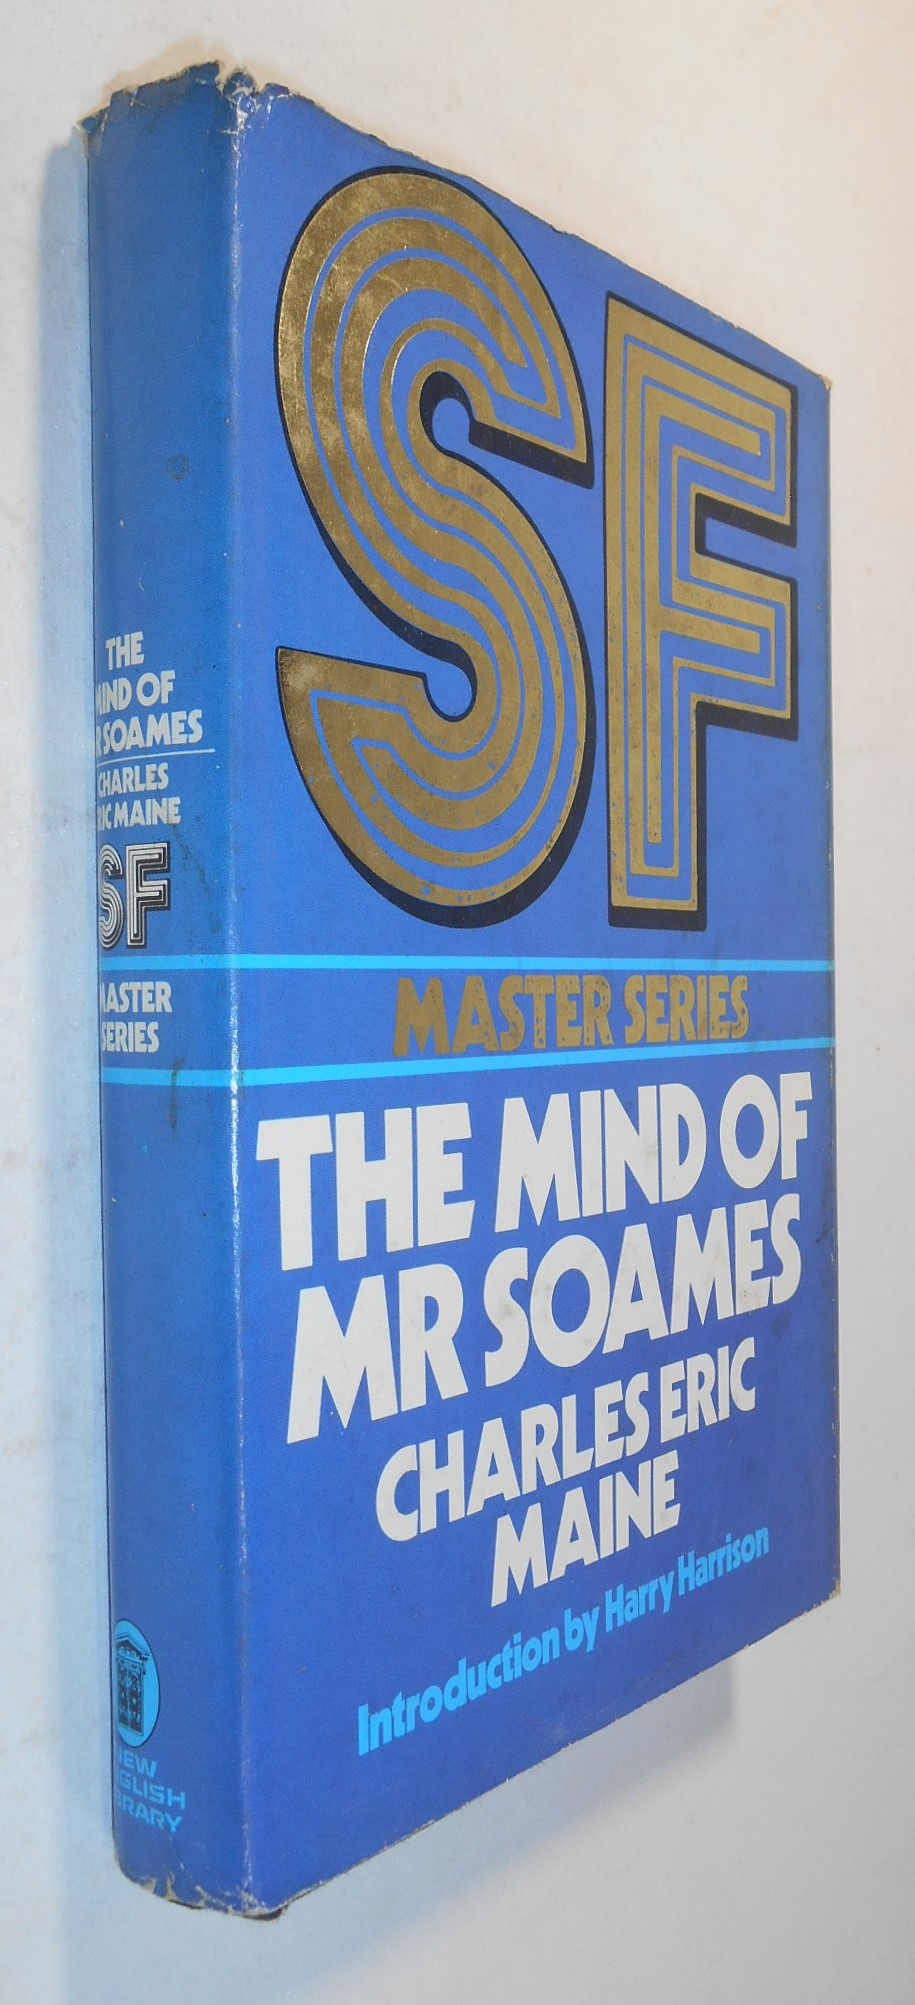 THE
MIND OF
MR SOAMES
CHARLES
ERIC MAINE
SF
MASTER
SERIES
NEW
ENGLISH
LIBRARY
SF
MASTER SERIES
THE MIND OF
MR SOAMES
CHARLES ERIC
MAINE
Introduction by Harry Harrison